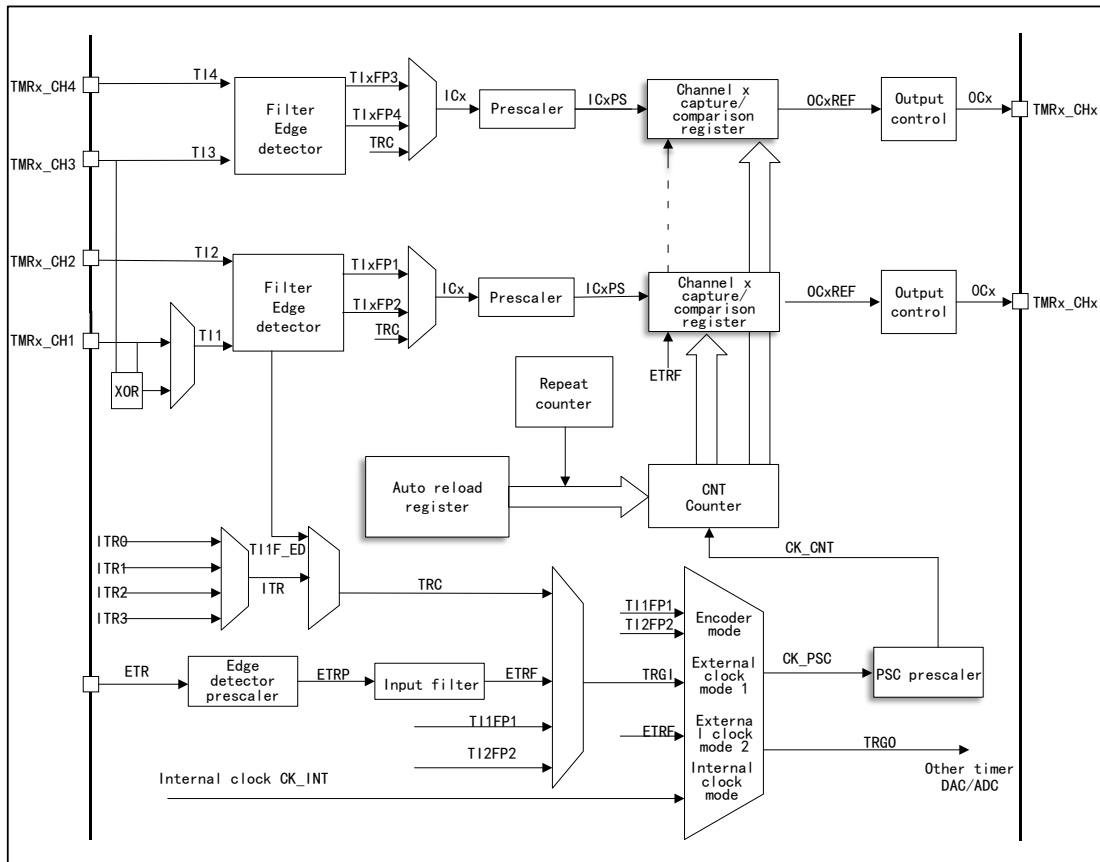 TMRx_CH4
TI4
Filter
Edge
detector
TIxFP3
TIxFP4
TRC
ICx
Prescaler
ICxPS
Channel x
capture/
comparison
register
OCxREF
Output
control
OCx
TMRx_CHx
TMRx_CH3
TI3
TMRx_CH2
TI2
Filter
Edge
detector
TIxFP1
TIxFP2
TRC
ICx
Prescaler
ICxPS
Channel x
capture/
comparison
register
OCxREF
Output
control
OCx
TMRx_CHx
TMRx_CH1
TI1
XOR
ETRF
Repeat
counter
Auto reload
register
CNT
Counter
CK_CNT
ITR0
ITR1
ITR2
ITR3
TI1F_ED
ITR
TRC
TI1FP1
TI2FP2
Encoder
mode
External
clock
mode 1
Externa
l clock
mode 2
Internal
clock
mode
CK_PSC
PSC prescaler
ETR
Edge
detector
prescaler
ETRP
Input filter
ETRF
TRGI
TI1FP1
TI2FP2
ETRF
TRGO
Other timer
DAC/ADC
Internal clock CK_INT